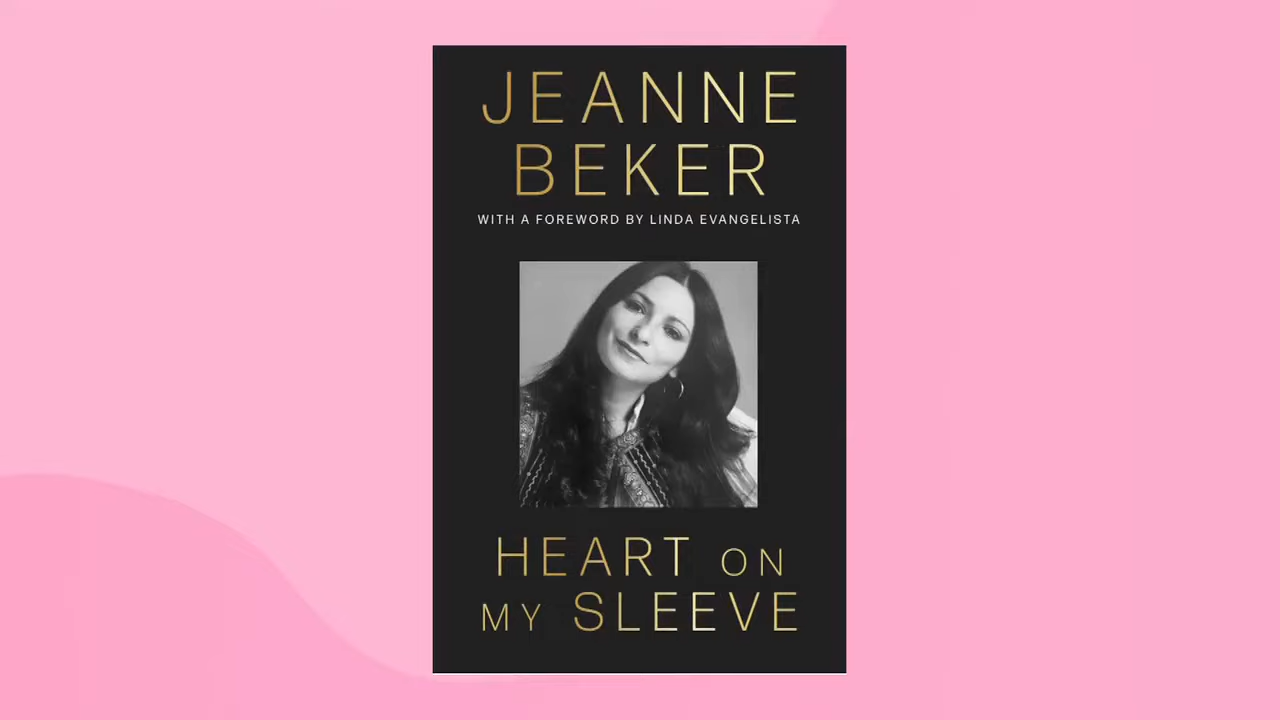 JEANNE
BEKER
WITH A FOREWORD BY LINDA EVANGELISTA
HEART ON
MY SLEEVE